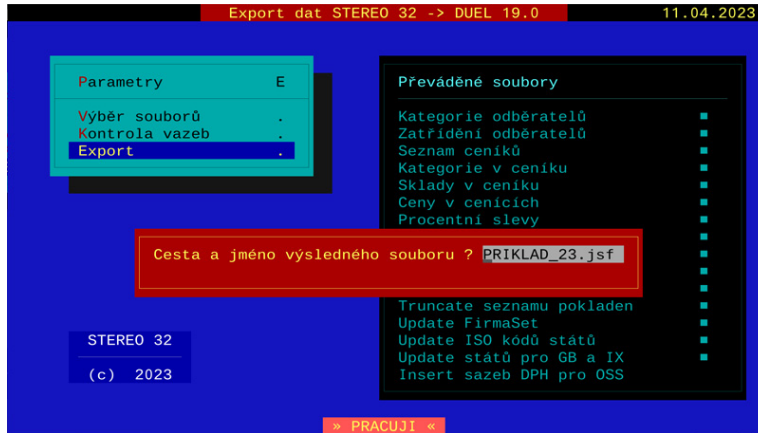 Export dat STEREO 32 -> DUEL 19.0
11.04.2023
Parametry E
Výběr souborů .
Kontrola vazeb .
Export .
Převáděné soubory
Kategorie odběratelů ■
Zatřídění odběratelů ■
Seznam ceníků ■
Kategorie v ceníku ■
Sklady v ceníku ■
Ceny v cenících ■
Procentní slevy ■
Cesta a jméno výsledného souboru ? PRIKLAD_23.jsf
Truncate seznamu pokladen ■
Update FirmaSet ■
Update ISO kódů států ■
Update států pro GB a IX ■
Insert sazeb DPH pro OSS
STEREO 32
(c) 2023
» PRACUJI «